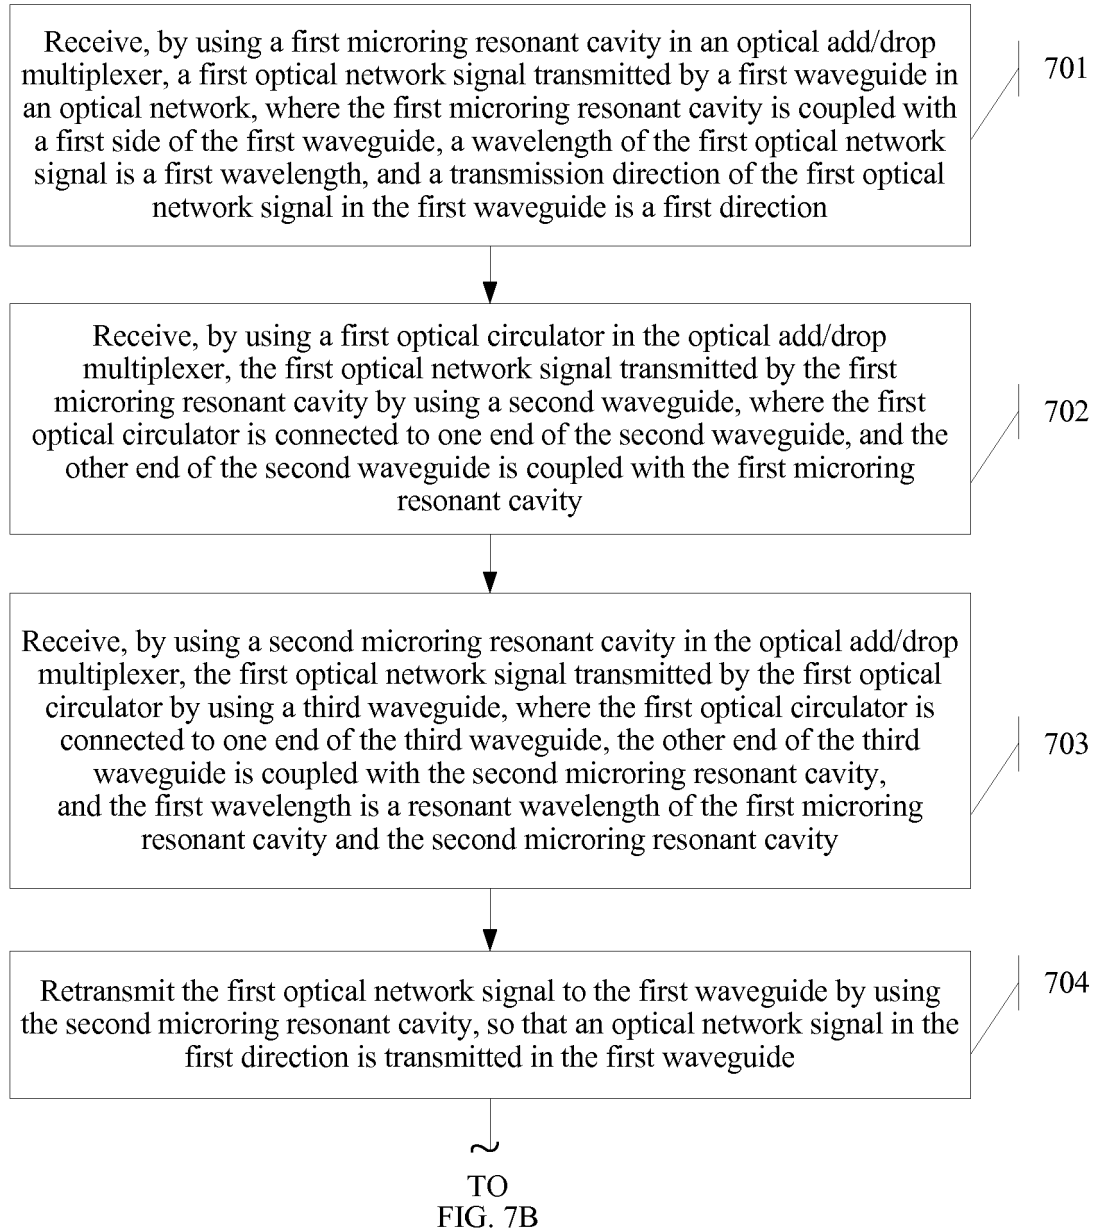 Receive, by using a first microring resonant cavity in an optical add/drop
multiplexer, a first optical network signal transmitted by a first waveguide in
an optical network, where the first microring resonant cavity is coupled with
a first side of the first waveguide, a wavelength of the first optical network
signal is a first wavelength, and a transmission direction of the first optical
network signal in the first waveguide is a first direction
701
Receive, by using a first optical circulator in the optical add/drop
multiplexer, the first optical network signal transmitted by the first
microring resonant cavity by using a second waveguide, where the first
optical circulator is connected to one end of the second waveguide, and the
other end of the second waveguide is coupled with the first microring
resonant cavity
702
Receive, by using a second microring resonant cavity in the optical add/drop
multiplexer, the first optical network signal transmitted by the first optical
circulator by using a third waveguide, where the first optical circulator is
connected to one end of the third waveguide, the other end of the third
waveguide is coupled with the second microring resonant cavity,
and the first wavelength is a resonant wavelength of the first microring
resonant cavity and the second microring resonant cavity
703
Retransmit the first optical network signal to the first waveguide by using
the second microring resonant cavity, so that an optical network signal in the
first direction is transmitted in the first waveguide
704
TO
FIG. 7B